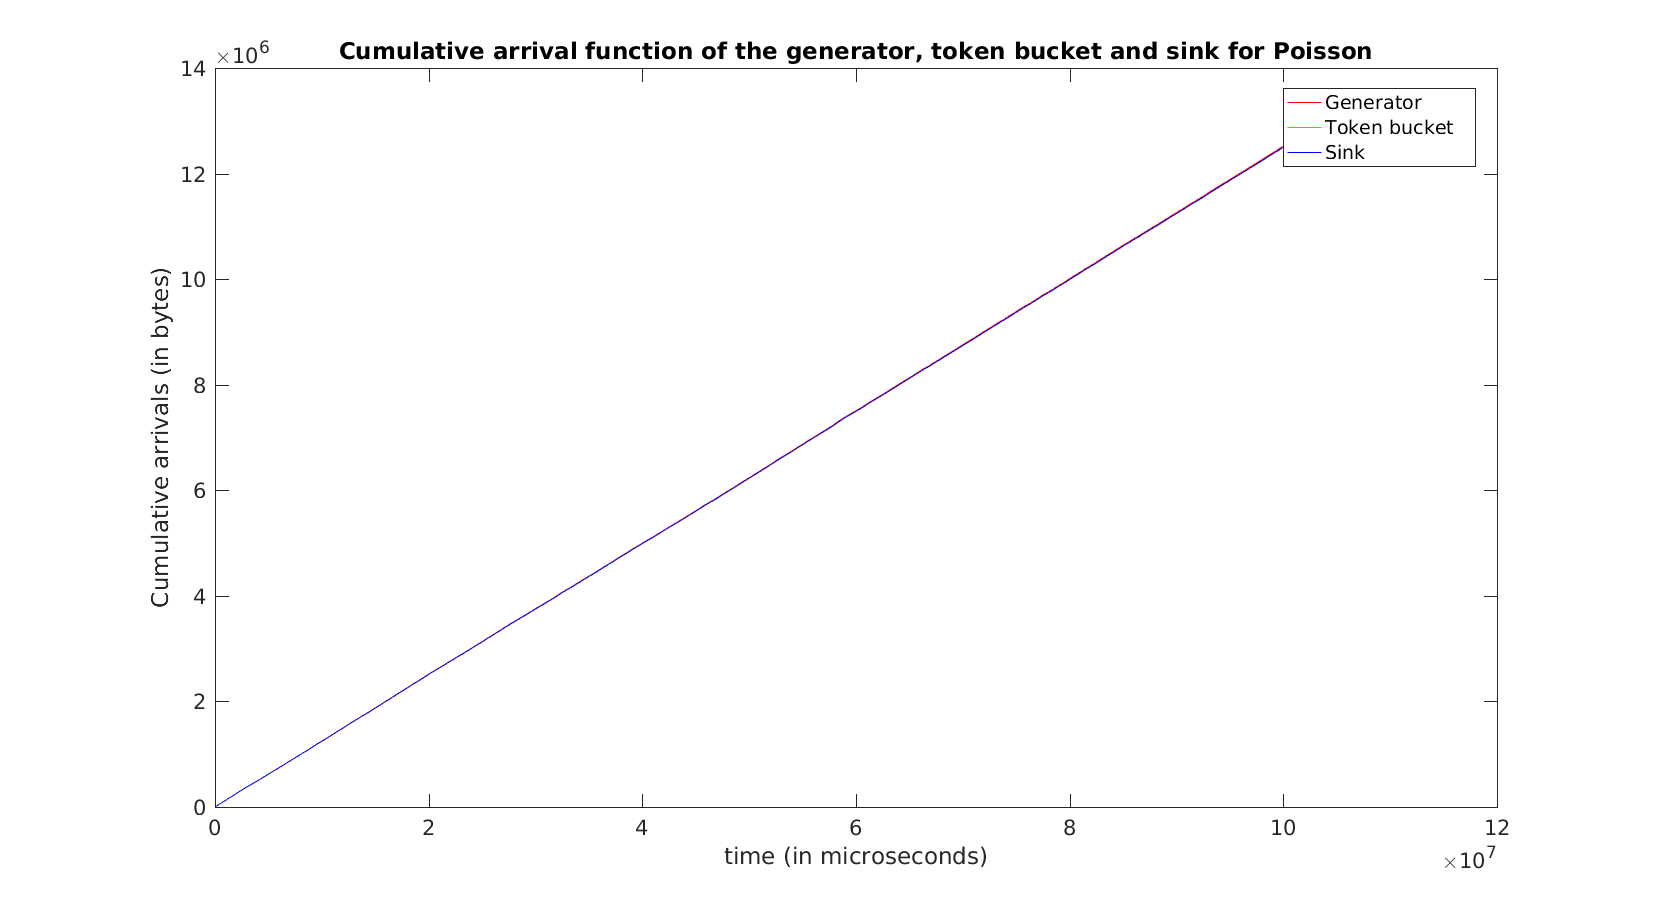 Cumulative arrival function of the generator, token bucket and sink for Poisson
×10^6
14
12
10
8
6
4
2
0
Cumulative arrivals (in bytes)
Generator
Token bucket
Sink
0 2 4 6 8 10 12
time (in microseconds)
×10^7